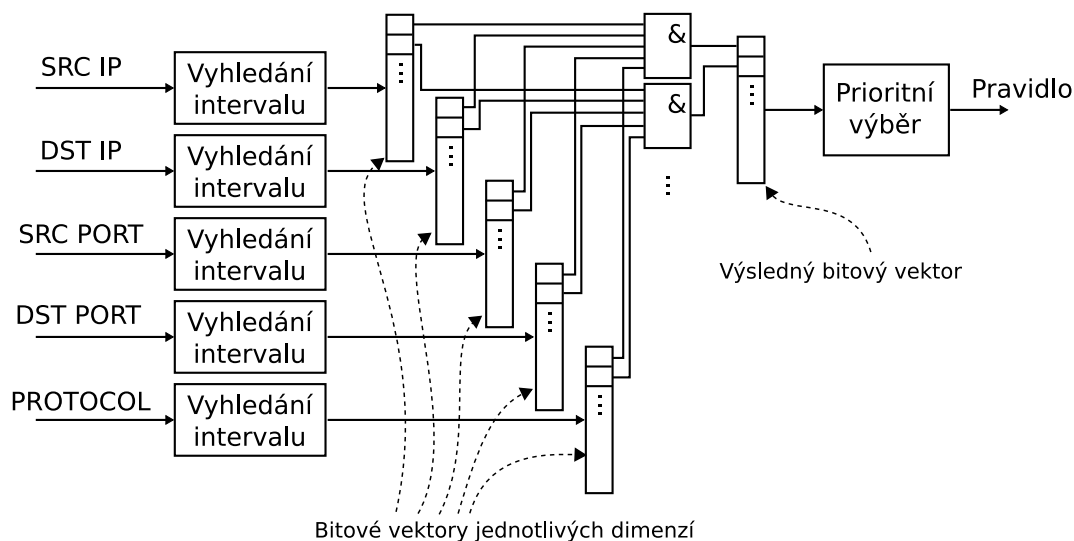 SRC IP
Vyhledání
intervalu
DST IP
Vyhledání
intervalu
SRC PORT
Vyhledání
intervalu
DST PORT
Vyhledání
intervalu
PROTOCOL
Vyhledání
intervalu
&
&
Prioritní
výběr
Pravidlo
Výsledný bitový vektor
Bitové vektory jednotlivých dimenzí